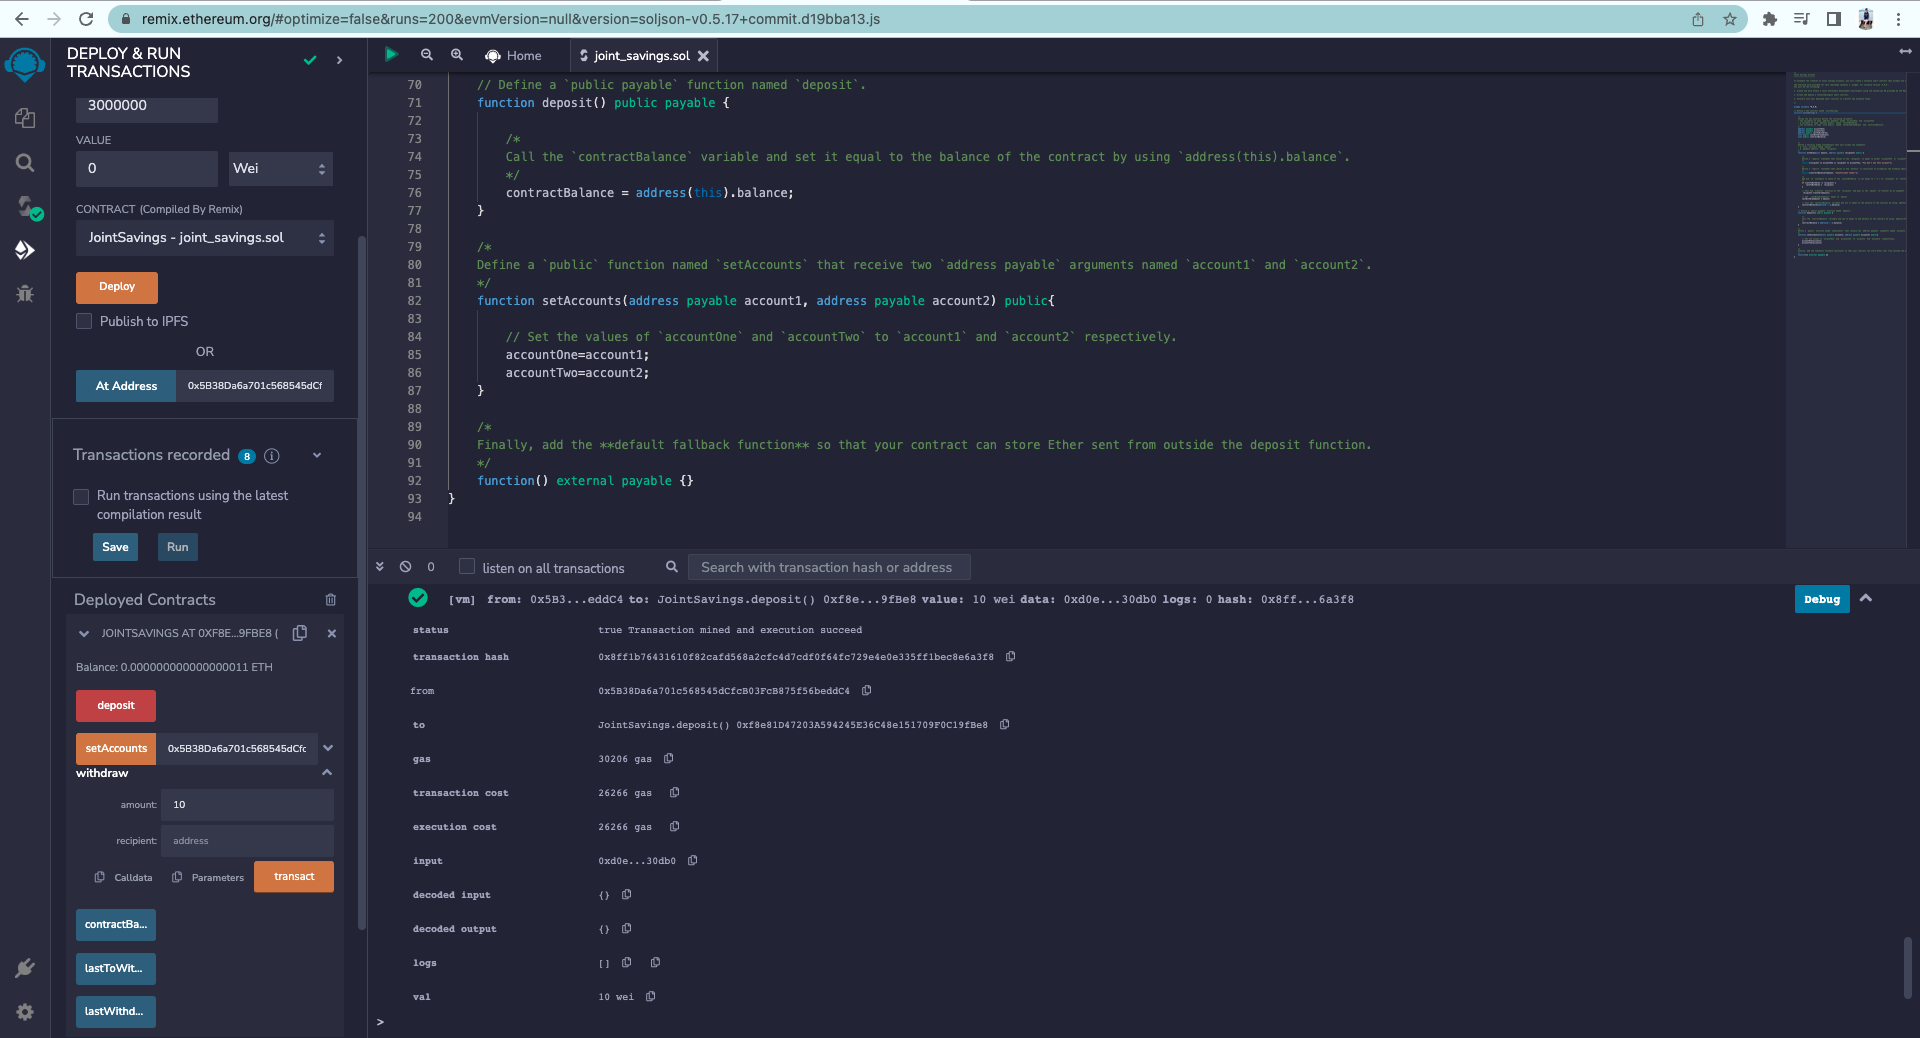 remix.ethereum.org/#optimize=false&runs=200&evmVersion=null&version=soljson-v0.5.17+commit.d19bba13.js
DEPLOY & RUN
TRANSACTIONS
3000000
VALUE
0
Wei
CONTRACT (Compiled By Remix)
JointSavings - joint_savings.sol
Deploy
Publish to IPFS
OR
At Address
0x5B38Da6a701c568545dCf
Transactions recorded 8
Run transactions using the latest
compilation result
Save
Run
Deployed Contracts
JOINTSAVINGS AT 0XF8E...9FBE8 (
Balance: 0.000000000000000011 ETH
deposit
setAccounts
0x5B38Da6a701c568545dCfc
withdraw
amount:
10
recipient:
address
Calldata
Parameters
transact
contractBa...
lastToWit...
lastWithd...
Home
joint_savings.sol
70 // Define a `public payable` function named `deposit`.
71 function deposit() public payable {
72
73 /*
74 Call the `contractBalance` variable and set it equal to the balance of the contract by using `address(this).balance`.
75 */
76 contractBalance = address(this).balance;
77 }
78
79 /*
80 Define a `public` function named `setAccounts` that receive two `address payable` arguments named `account1` and `account2`.
81 */
82 function setAccounts(address payable account1, address payable account2) public{
83
84 // Set the values of `accountOne` and `accountTwo` to `account1` and `account2` respectively.
85 accountOne=account1;
86 accountTwo=account2;
87 }
88
89 /*
90 Finally, add the **default fallback function** so that your contract can store Ether sent from outside the deposit function.
91 */
92 function() external payable {}
93 }
94
0
listen on all transactions
Search with transaction hash or address
[vm] from: 0x5B3...eddC4 to: JointSavings.deposit() 0xf8e...9fBe8 value: 10 wei data: 0xd0e...30db0 logs: 0 hash: 0x8ff...6a3f8
Debug
status true Transaction mined and execution succeed
transaction hash 0x8ff1b76431610f82cafd568a2cfc4d7cdf0f64fc729e4e0e335ff1bec8e6a3f8
from 0x5B38Da6a701c568545dCfcB03FcB875f56beddC4
to JointSavings.deposit() 0xf8e81D47203A594245E36C48e151709F0C19fBe8
gas 30206 gas
transaction cost 26266 gas
execution cost 26266 gas
input 0xd0e...30db0
decoded input {}
decoded output {}
logs []
val 10 wei
>